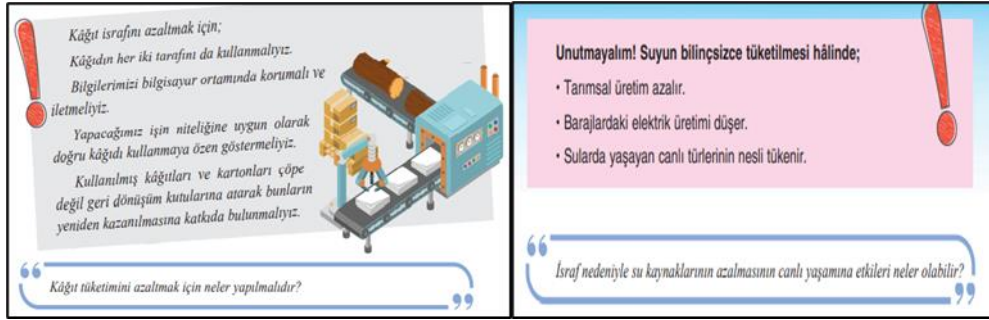 Kâğıt israfını azaltmak için;
Kâğıdın her iki tarafını da kullanmalıyız.
Bilgilerimizi bilgisayar ortamında korumalı ve
iletmeliyiz.
Yapacağımız işin niteliğine uygun olarak
doğru kâğıdı kullanmaya özen göstermeliyiz.
Kullanılmış kâğıtları ve kartonları çöpe
değil geri dönüşüm kutularına atarak bunların
yeniden kazanılmasına katkıda bulunmalıyız.
Kâğıt tüketimini azaltmak için neler yapılmalıdır?
Unutmayalım! Suyun bilinçsizce tüketilmesi hâlinde;
• Tarımsal üretim azalır.
• Barajlardaki elektrik üretimi düşer.
• Sularda yaşayan canlı türlerinin nesli tükenir.
İsraf nedeniyle su kaynaklarının azalmasının canlı yaşamına etkileri neler olabilir?